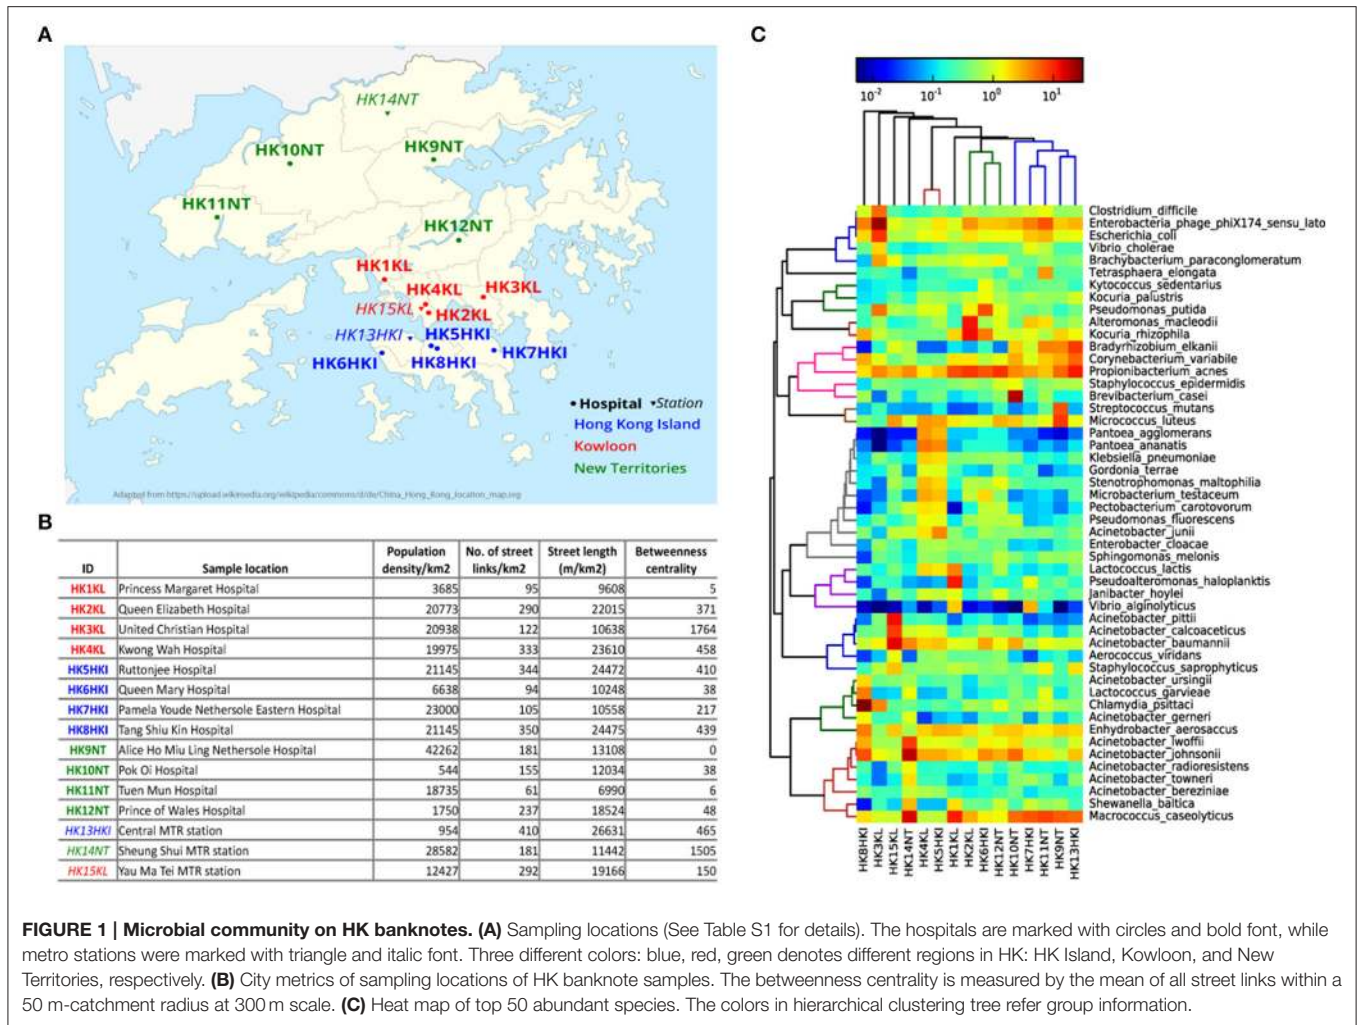 A
HK14NT
HK10NT
HK9NT
HK11NT
HK12NT
HK1KL
HK4KL
HK3KL
HK15KL
HK2KL
HK13HKI
HK5HKI
HK6HKI
HK8HKI
HK7HKI
•Hospital ▾Station
Hong Kong Island
Kowloon
New Territories
Adapted from https://upload.wikimedia.org/wikipedia/commons/d/de/China_Hong_Kong_location_map.svg
B
ID Sample location Population density/km2 No. of street links/km2 Street length (m/km2) Betweenness centrality
HK1KL Princess Margaret Hospital 3685 95 9608 5
HK2KL Queen Elizabeth Hospital 20773 290 22015 371
HK3KL United Christian Hospital 20938 122 10638 1764
HK4KL Kwong Wah Hospital 19975 333 23610 458
HK5HKI Ruttonjee Hospital 21145 344 24472 410
HK6HKI Queen Mary Hospital 6638 94 10248 38
HK7HKI Pamela Youde Nethersole Eastern Hospital 23000 105 10558 217
HK8HKI Tang Shiu Kin Hospital 21145 350 24475 439
HK9NT Alice Ho Miu Ling Nethersole Hospital 42262 181 13108 0
HK10NT Pok Oi Hospital 544 155 12034 38
HK11NT Tuen Mun Hospital 18735 61 6990 6
HK12NT Prince of Wales Hospital 1750 237 18524 48
HK13HKI Central MTR station 954 410 26631 465
HK14NT Sheung Shui MTR station 28582 181 11442 1505
HK15KL Yau Ma Tei MTR station 12427 292 19166 150
C
10⁻² 10⁻¹ 10⁰ 10¹
Clostridium_difficile
Enterobacteria_phage_phiX174_sensu_lato
Escherichia_coli
Vibrio_cholerae
Brachybacterium_paraconglomeratum
Tetrasphaera_elongata
Kytococcus_sedentarius
Kocuria_palustris
Pseudomonas_putida
Alteromonas_macleodii
Kocuria_rhizophila
Bradyrhizobium_elkanii
Corynebacterium_variabile
Propionibacterium_acnes
Staphylococcus_epidermidis
Brevibacterium_casei
Streptococcus_mutans
Micrococcus_luteus
Pantoea_agglomerans
Pantoea_ananatis
Klebsiella_pneumoniae
Gordonia_terrae
Stenotrophomonas_maltophilia
Microbacterium_testaceum
Pectobacterium_carotovorum
Pseudomonas_fluorescens
Acinetobacter_junii
Enterobacter_cloacae
Sphingomonas_melonis
Lactococcus_lactis
Pseudoalteromonas_haloplanktis
Janibacter_hoylei
Vibrio_alginolyticus
Acinetobacter_pittii
Acinetobacter_calcoaceticus
Acinetobacter_baumannii
Aerococcus_viridans
Staphylococcus_saprophyticus
Acinetobacter_ursingii
Lactococcus_garvieae
Chlamydia_psittaci
Acinetobacter_gerneri
Enhydrobacter_aerosaccus
Acinetobacter_lwoffii
Acinetobacter_johnsonii
Acinetobacter_radioresistens
Acinetobacter_towneri
Acinetobacter_bereziniae
Shewanella_baltica
Macrococcus_caseolyticus
HK8HKI HK3KL HK15KL HK14NT HK4KL HK5HKI HK1KL HK2KL HK6HKI HK12NT HK10NT HK7HKI HK11NT HK9NT HK13HKI
FIGURE 1 | Microbial community on HK banknotes. (A) Sampling locations (See Table S1 for details). The hospitals are marked with circles and bold font, while
metro stations were marked with triangle and italic font. Three different colors: blue, red, green denotes different regions in HK: HK Island, Kowloon, and New
Territories, respectively. (B) City metrics of sampling locations of HK banknote samples. The betweenness centrality is measured by the mean of all street links within a
50 m-catchment radius at 300 m scale. (C) Heat map of top 50 abundant species. The colors in hierarchical clustering tree refer group information.